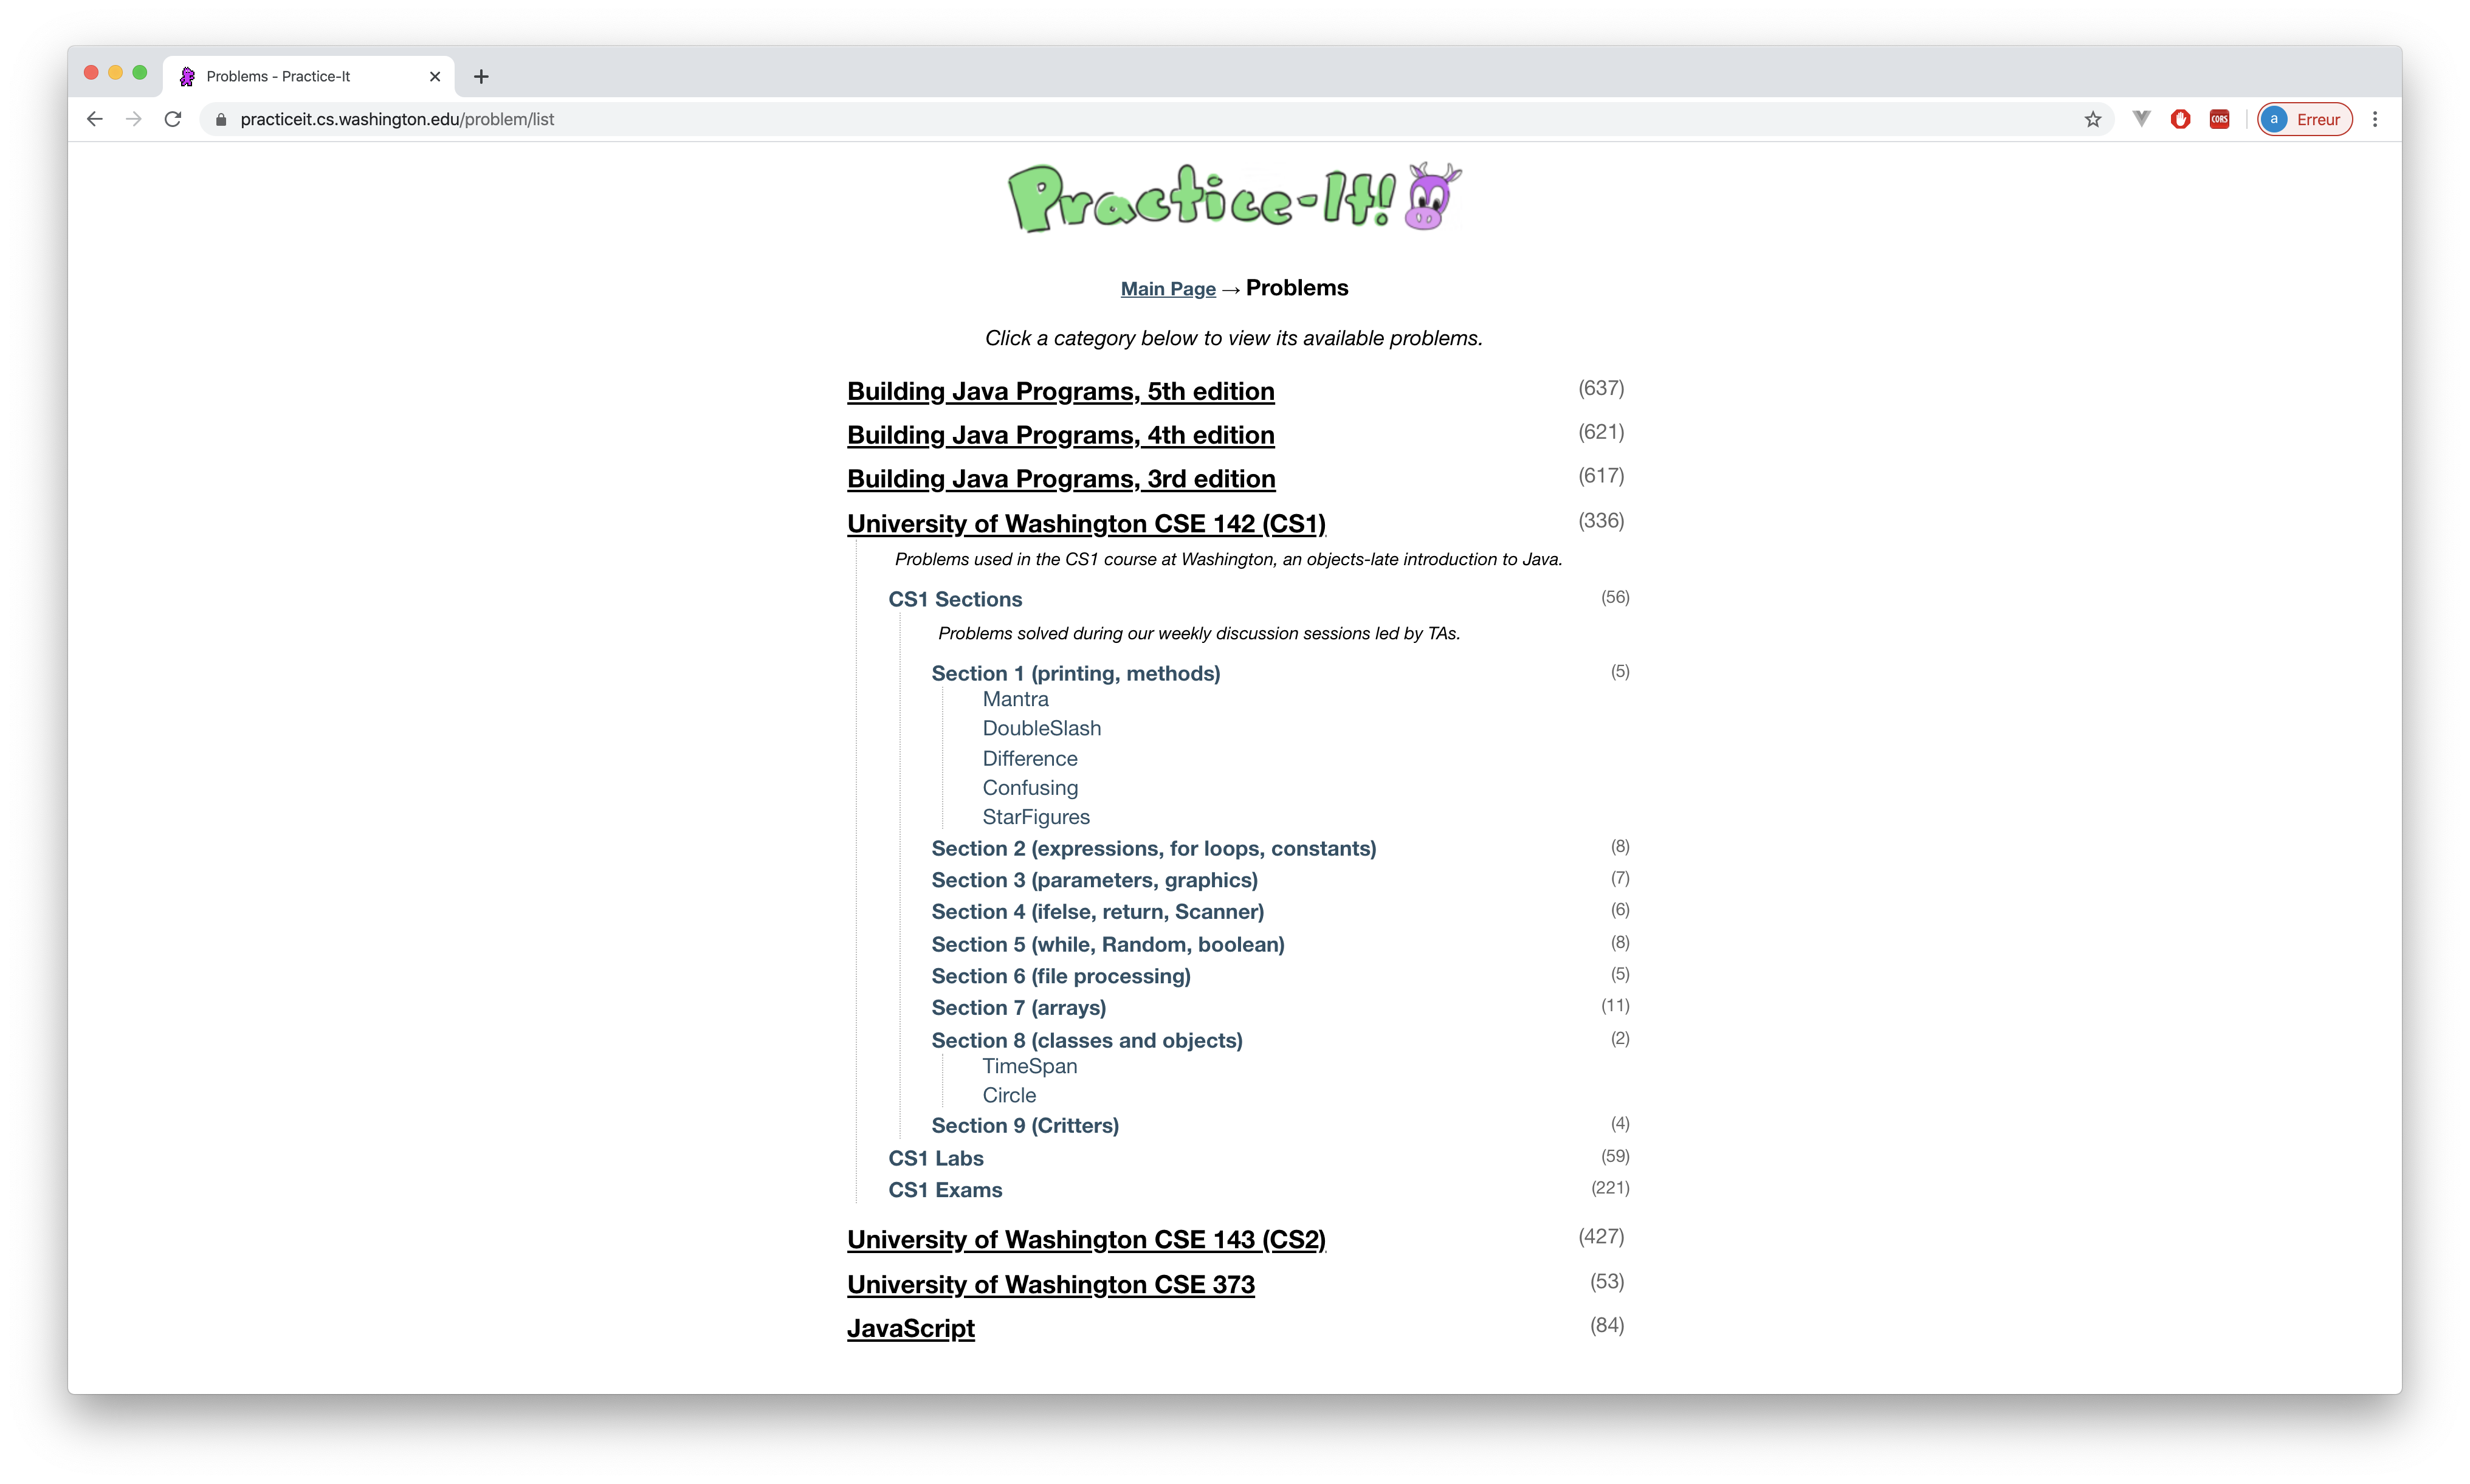 Problems - Practice-It
practiceit.cs.washington.edu/problem/list
CORS
a
Erreur
Practice-It!
Main Page → Problems
Click a category below to view its available problems.
Building Java Programs, 5th edition (637)
Building Java Programs, 4th edition (621)
Building Java Programs, 3rd edition (617)
University of Washington CSE 142 (CS1) (336)
Problems used in the CS1 course at Washington, an objects-late introduction to Java.
CS1 Sections (56)
Problems solved during our weekly discussion sessions led by TAs.
Section 1 (printing, methods) (5)
Mantra
DoubleSlash
Difference
Confusing
StarFigures
Section 2 (expressions, for loops, constants) (8)
Section 3 (parameters, graphics) (7)
Section 4 (ifelse, return, Scanner) (6)
Section 5 (while, Random, boolean) (8)
Section 6 (file processing) (5)
Section 7 (arrays) (11)
Section 8 (classes and objects) (2)
TimeSpan
Circle
Section 9 (Critters) (4)
CS1 Labs (59)
CS1 Exams (221)
University of Washington CSE 143 (CS2) (427)
University of Washington CSE 373 (53)
JavaScript (84)